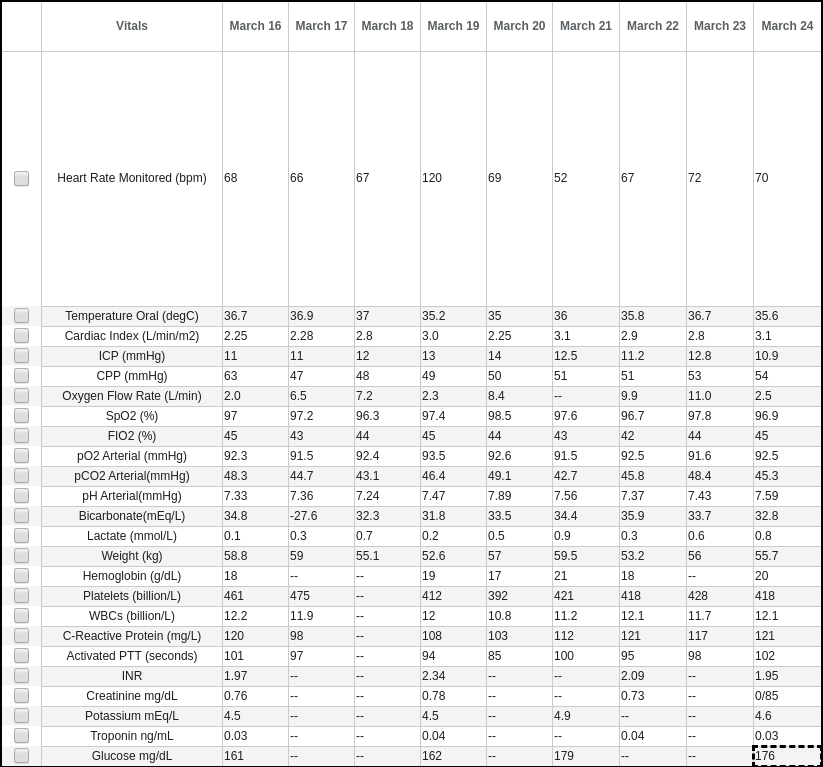 Vitals March 16 March 17 March 18 March 19 March 20 March 21 March 22 March 23 March 24
Heart Rate Monitored (bpm) 68 66 67 120 69 52 67 72 70
Temperature Oral (degC) 36.7 36.9 37 35.2 35 36 35.8 36.7 35.6
Cardiac Index (L/min/m2) 2.25 2.28 2.8 3.0 2.25 3.1 2.9 2.8 3.1
ICP (mmHg) 11 11 12 13 14 12.5 11.2 12.8 10.9
CPP (mmHg) 63 47 48 49 50 51 51 53 54
Oxygen Flow Rate (L/min) 2.0 6.5 7.2 2.3 8.4 -- 9.9 11.0 2.5
SpO2 (%) 97 97.2 96.3 97.4 98.5 97.6 96.7 97.8 96.9
FIO2 (%) 45 43 44 45 44 43 42 44 45
pO2 Arterial (mmHg) 92.3 91.5 92.4 93.5 92.6 91.5 92.5 91.6 92.5
pCO2 Arterial(mmHg) 48.3 44.7 43.1 46.4 49.1 42.7 45.8 48.4 45.3
pH Arterial(mmHg) 7.33 7.36 7.24 7.47 7.89 7.56 7.37 7.43 7.59
Bicarbonate(mEq/L) 34.8 -27.6 32.3 31.8 33.5 34.4 35.9 33.7 32.8
Lactate (mmol/L) 0.1 0.3 0.7 0.2 0.5 0.9 0.3 0.6 0.8
Weight (kg) 58.8 59 55.1 52.6 57 59.5 53.2 56 55.7
Hemoglobin (g/dL) 18 -- -- 19 17 21 18 -- 20
Platelets (billion/L) 461 475 -- 412 392 421 418 428 418
WBCs (billion/L) 12.2 11.9 -- 12 10.8 11.2 12.1 11.7 12.1
C-Reactive Protein (mg/L) 120 98 -- 108 103 112 121 117 121
Activated PTT (seconds) 101 97 -- 94 85 100 95 98 102
INR 1.97 -- -- 2.34 -- -- 2.09 -- 1.95
Creatinine mg/dL 0.76 -- -- 0.78 -- -- 0.73 -- 0/85
Potassium mEq/L 4.5 -- -- 4.5 -- 4.9 -- -- 4.6
Troponin ng/mL 0.03 -- -- 0.04 -- -- 0.04 -- 0.03
Glucose mg/dL 161 -- -- 162 -- 179 -- -- 176